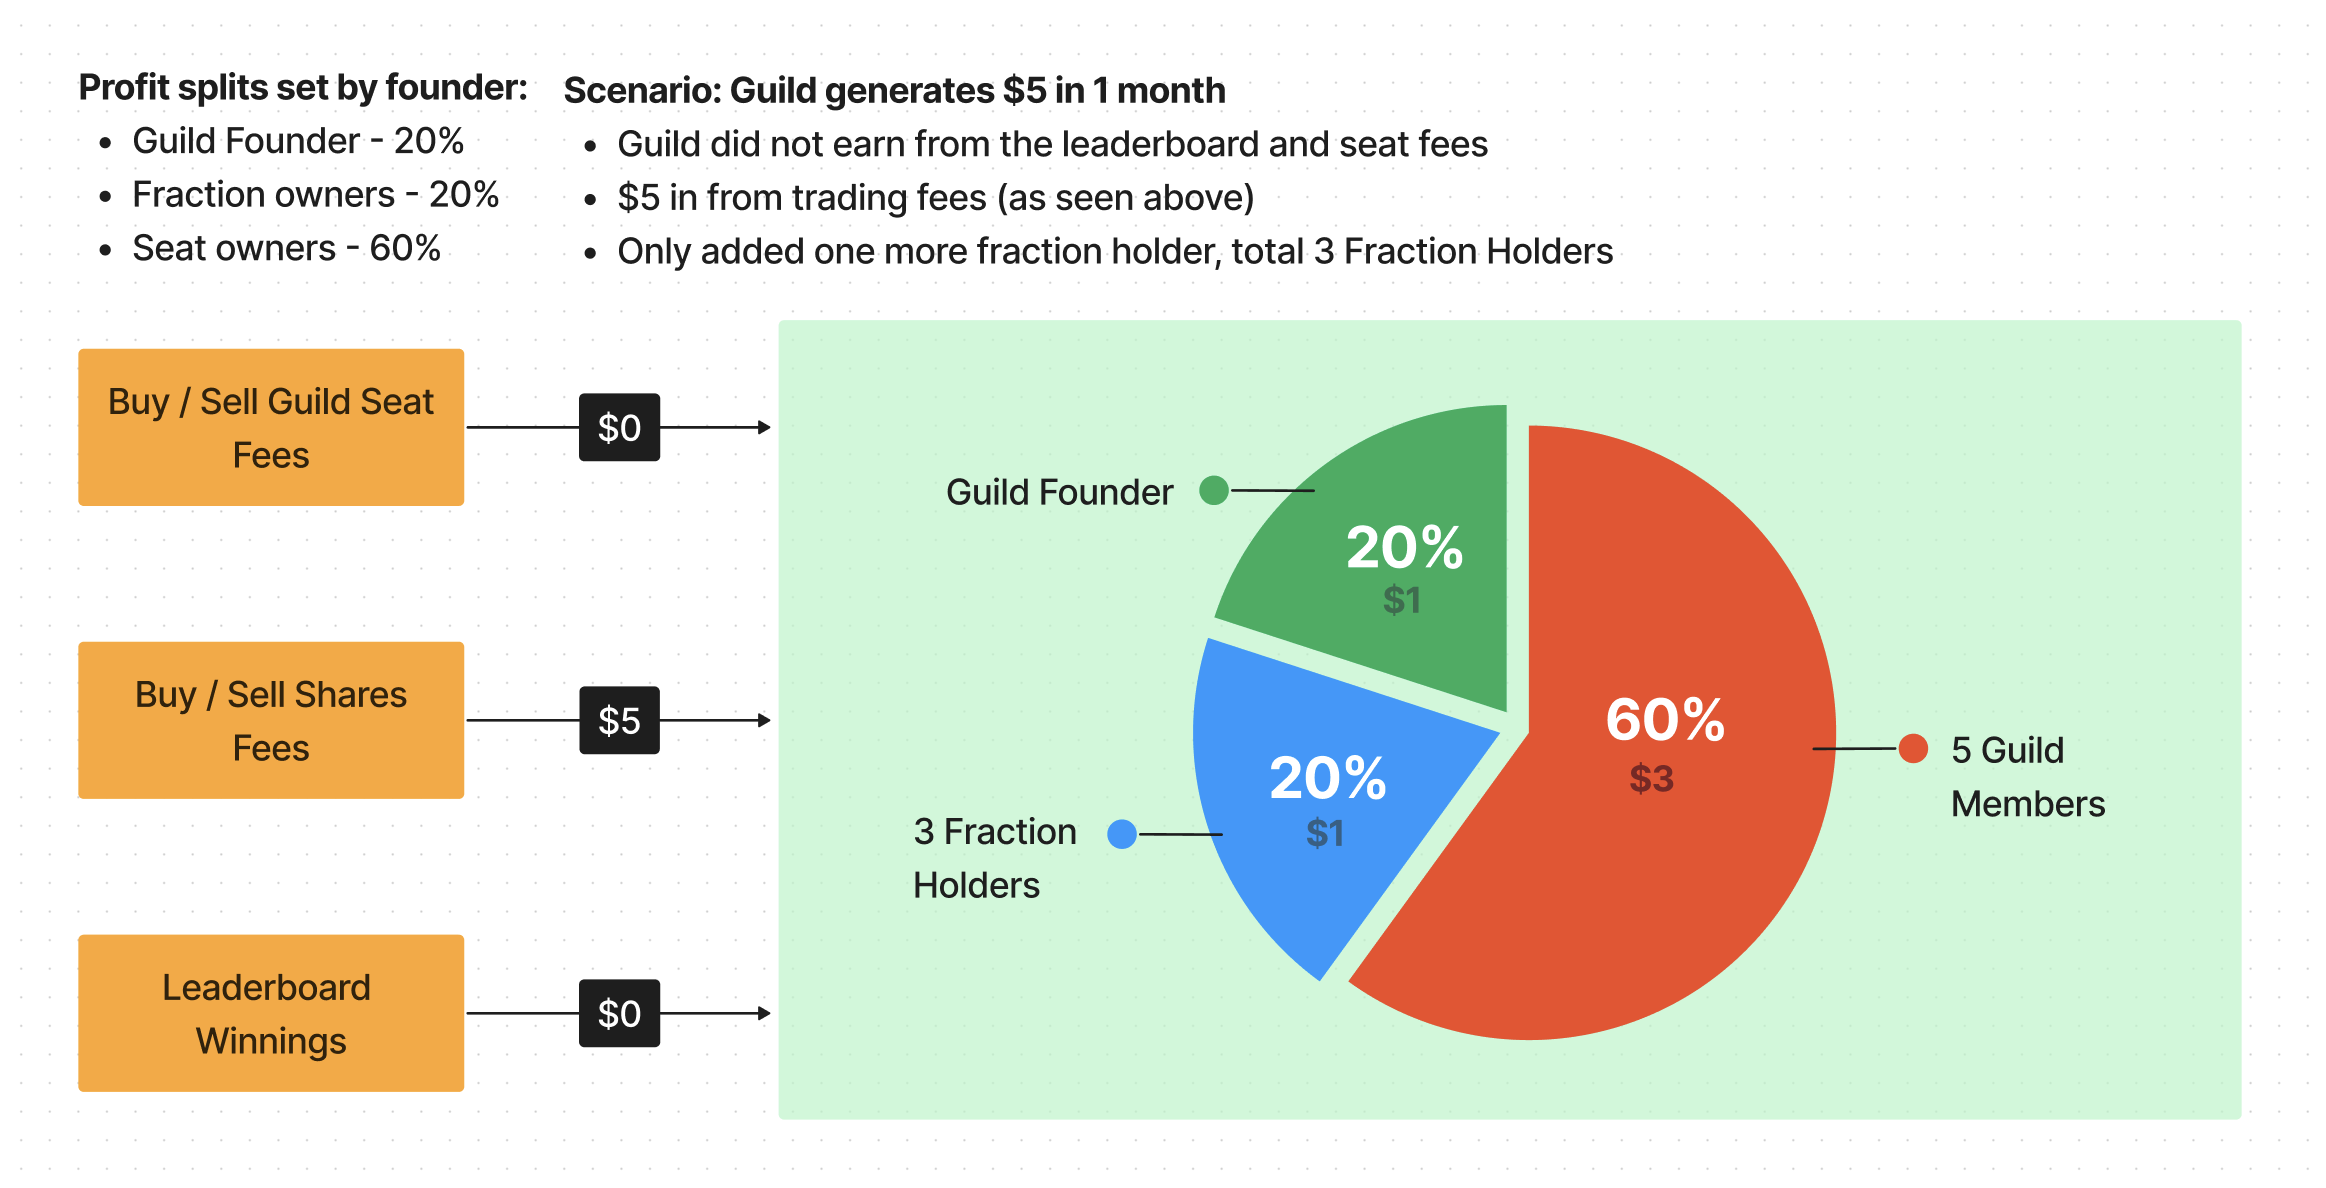 Profit splits set by founder:
• Guild Founder - 20%
• Fraction owners - 20%
• Seat owners - 60%
Scenario: Guild generates $5 in 1 month
• Guild did not earn from the leaderboard and seat fees
• $5 in from trading fees (as seen above)
• Only added one more fraction holder, total 3 Fraction Holders
Buy / Sell Guild Seat
Fees
$0
Buy / Sell Shares
Fees
$5
Leaderboard
Winnings
$0
Guild Founder
20%
$1
3 Fraction
Holders
20%
$1
60%
$3
5 Guild
Members